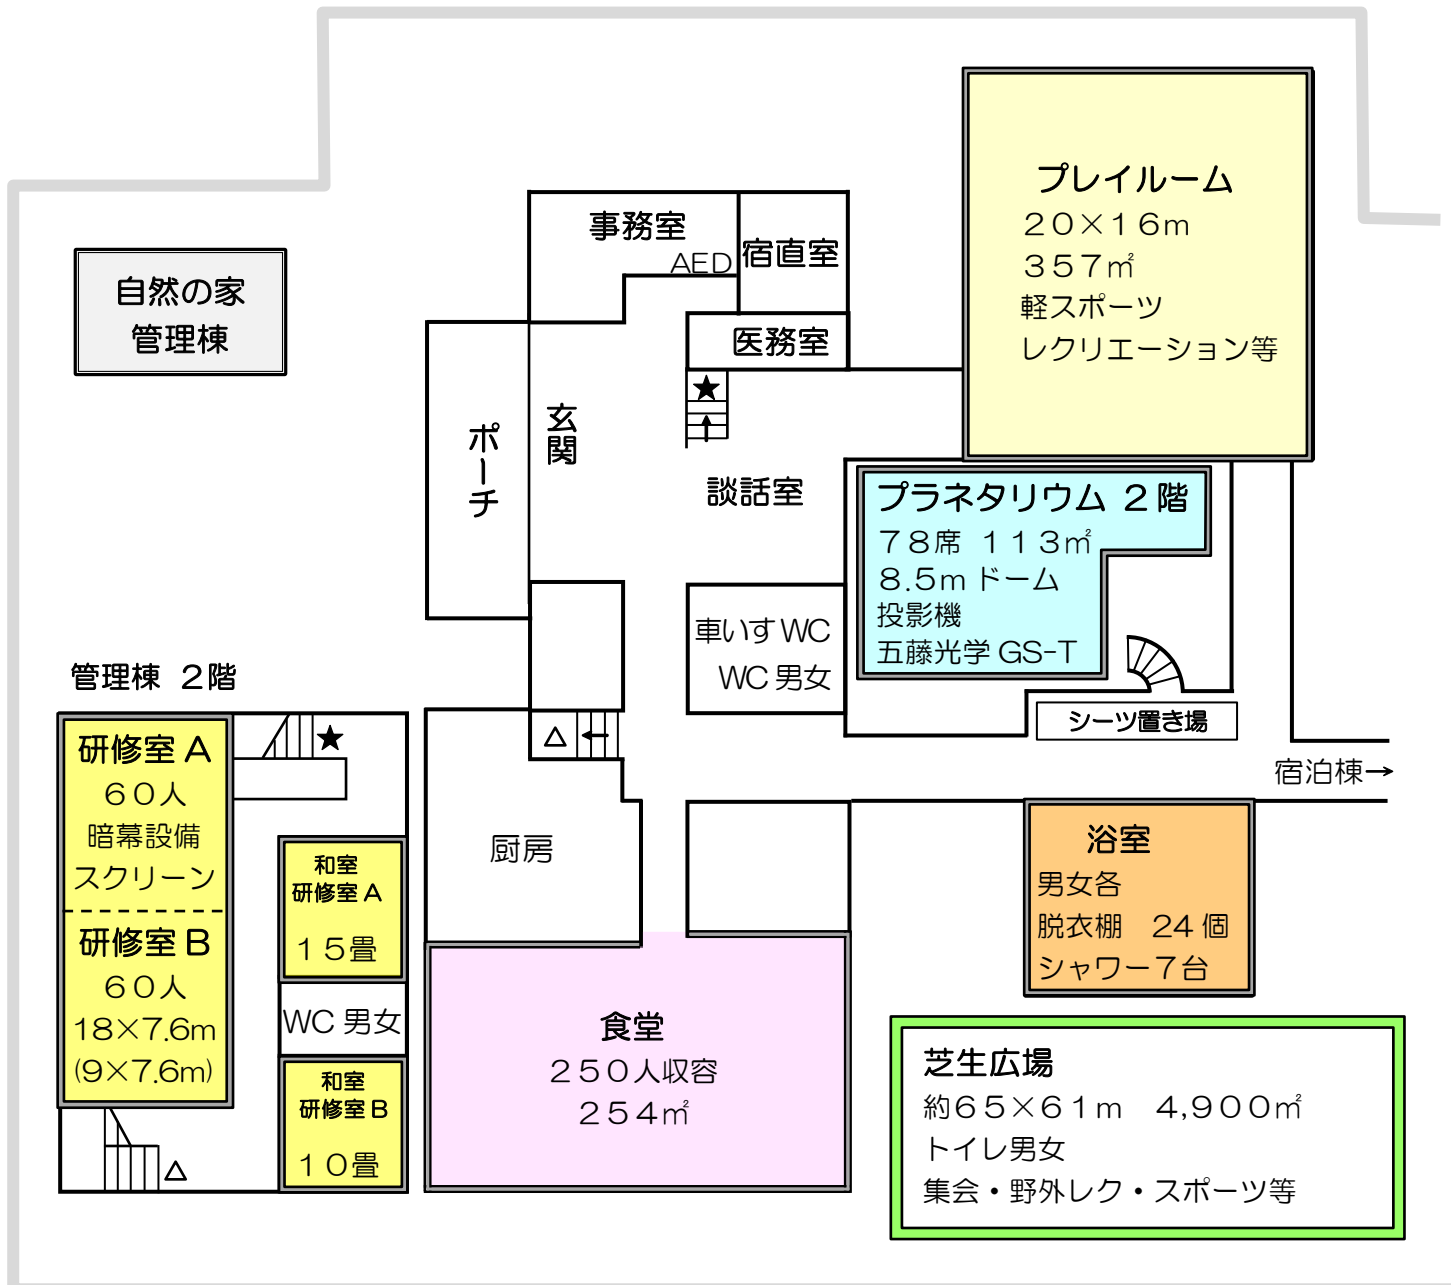 自然の家
管理棟
事務室
AED
宿直室
医務室
★
玄関
ポーチ
談話室
プレイルーム
20×16m
357㎡
軽スポーツ
レクリエーション等
プラネタリウム 2階
78席 113㎡
8.5mドーム
投影機
五藤光学 GS-T
車いすWC
WC男女
シーツ置き場
宿泊棟→
△
厨房
浴室
男女各
脱衣棚 24個
シャワー7台
食堂
250人収容
254㎡
芝生広場
約65×61m 4,900㎡
トイレ男女
集会・野外レク・スポーツ等
管理棟 2階
研修室A
60人
暗幕設備
スクリーン
研修室B
60人
18×7.6m
(9×7.6m)
★
和室
研修室A
15畳
WC男女
和室
研修室B
10畳
△